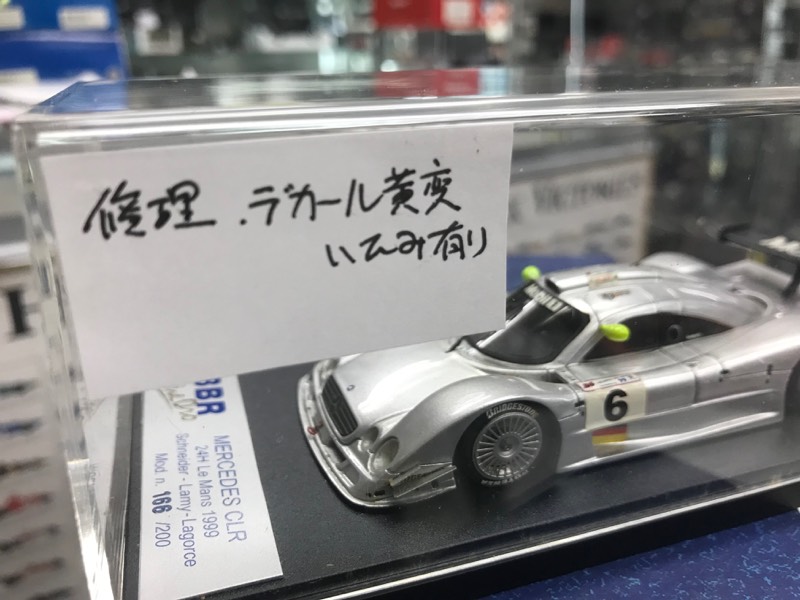 修理.デカール黄変
いたみ有り
BBR
MERCEDES CLR
24H Le Mans 1999
Schneider - Lamy - Lagorce
Mod. n. 166 /200
6
BRIDGESTONE